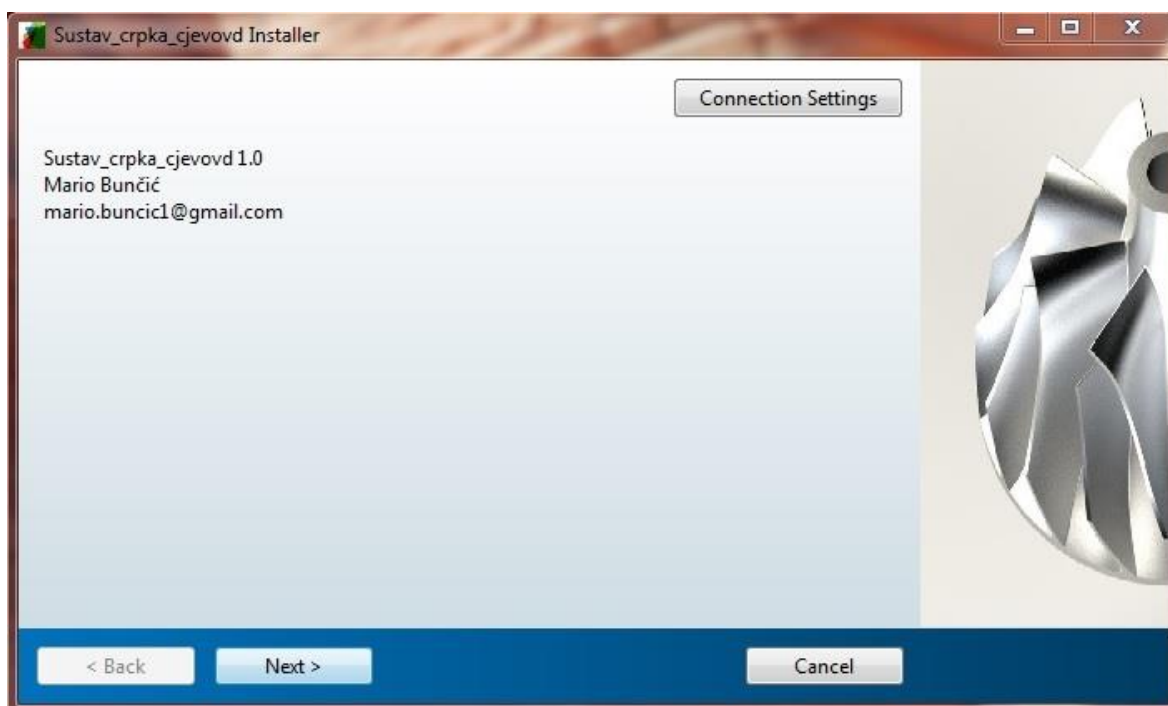 Sustav_crpka_cjevovd Installer
Connection Settings
Sustav_crpka_cjevovd 1.0
Mario Bunčić
mario.buncic1@gmail.com
< Back
Next >
Cancel